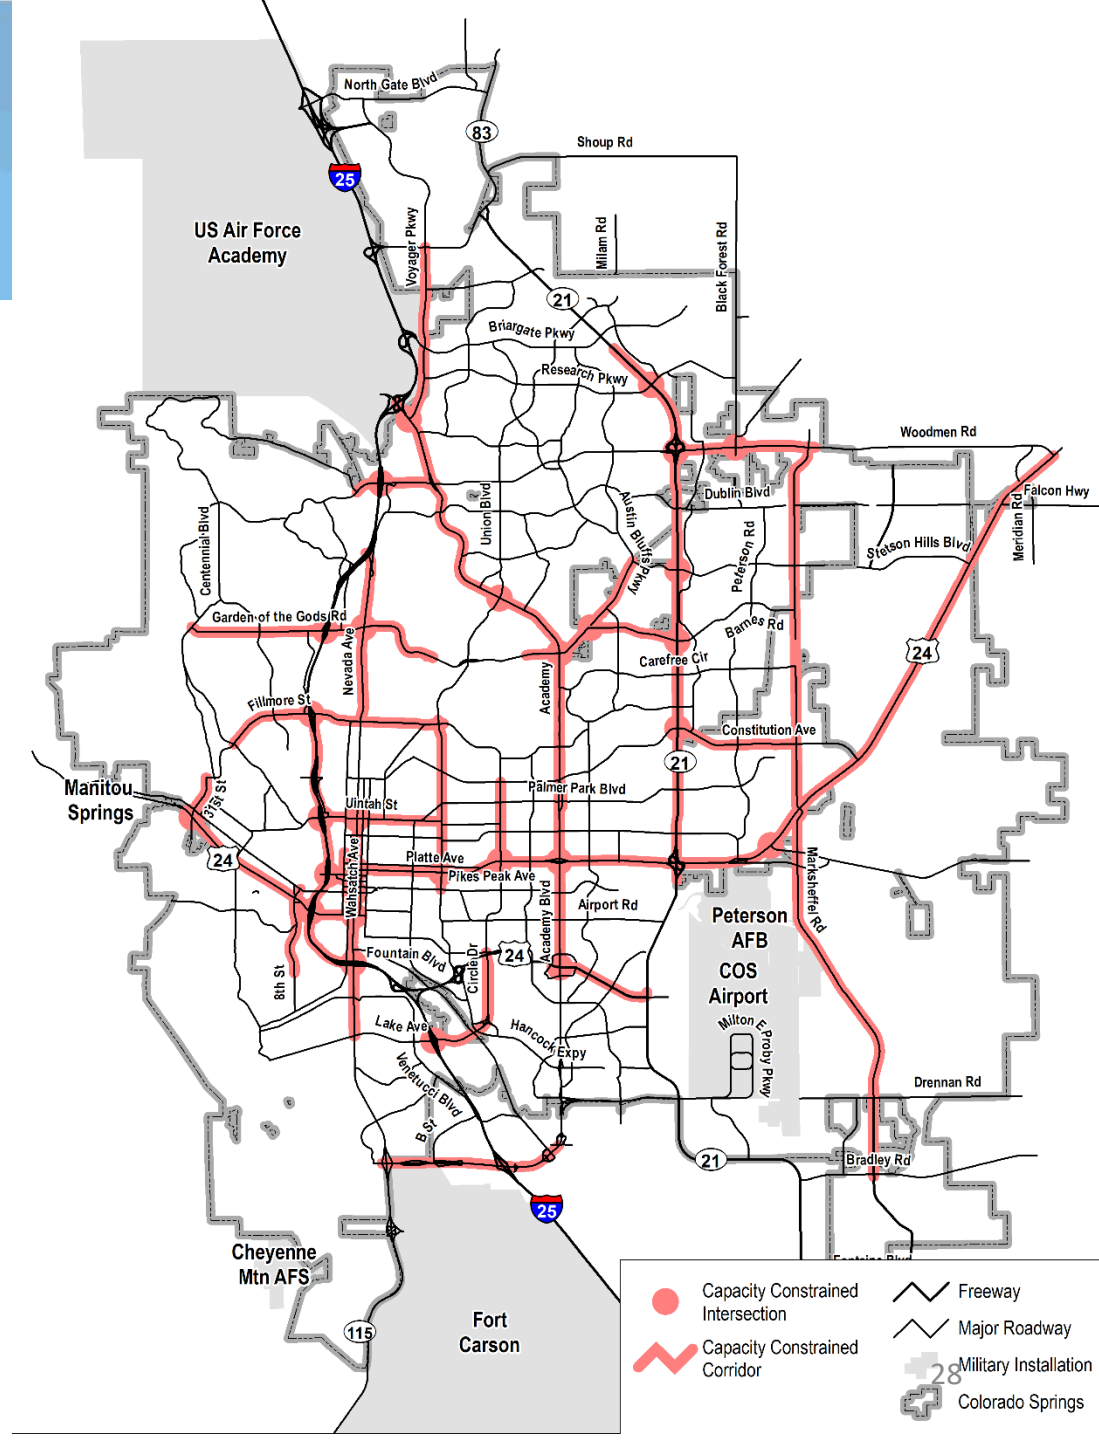 North Gate Blvd
83
Shoup Rd
25
US Air Force
Academy
Voyager Pkwy
Milam Rd
Black Forest Rd
21
Briargate Pkwy
Research Pkwy
Woodmen Rd
Dublin Blvd
Falcon Hwy
Meridian Rd
Union Blvd
Austin Bluffs Pkwy
Centennial Blvd
Peterson Rd
Stetson Hills Blvd
Garden of the Gods Rd
Barnes Rd
Nevada Ave
Carefree Cir
24
Academy
Fillmore St
Constitution Ave
21
Manitou
Springs
31st St
Palmer Park Blvd
Uintah St
24
Platte Ave
Wahsatch Ave
Pikes Peak Ave
Marksheffel Rd
Academy Blvd
Airport Rd
Peterson
AFB
COS
Airport
Fountain Blvd
24
Circle Dr
8th St
Lake Ave
Hancock Expy
Milton E Proby Pkwy
Venetucci Blvd
B St
Drennan Rd
21
Bradley Rd
25
Cheyenne
Mtn AFS
Fort
Carson
115
Capacity Constrained
Intersection
Capacity Constrained
Corridor
Freeway
Major Roadway
28
Military Installation
Colorado Springs